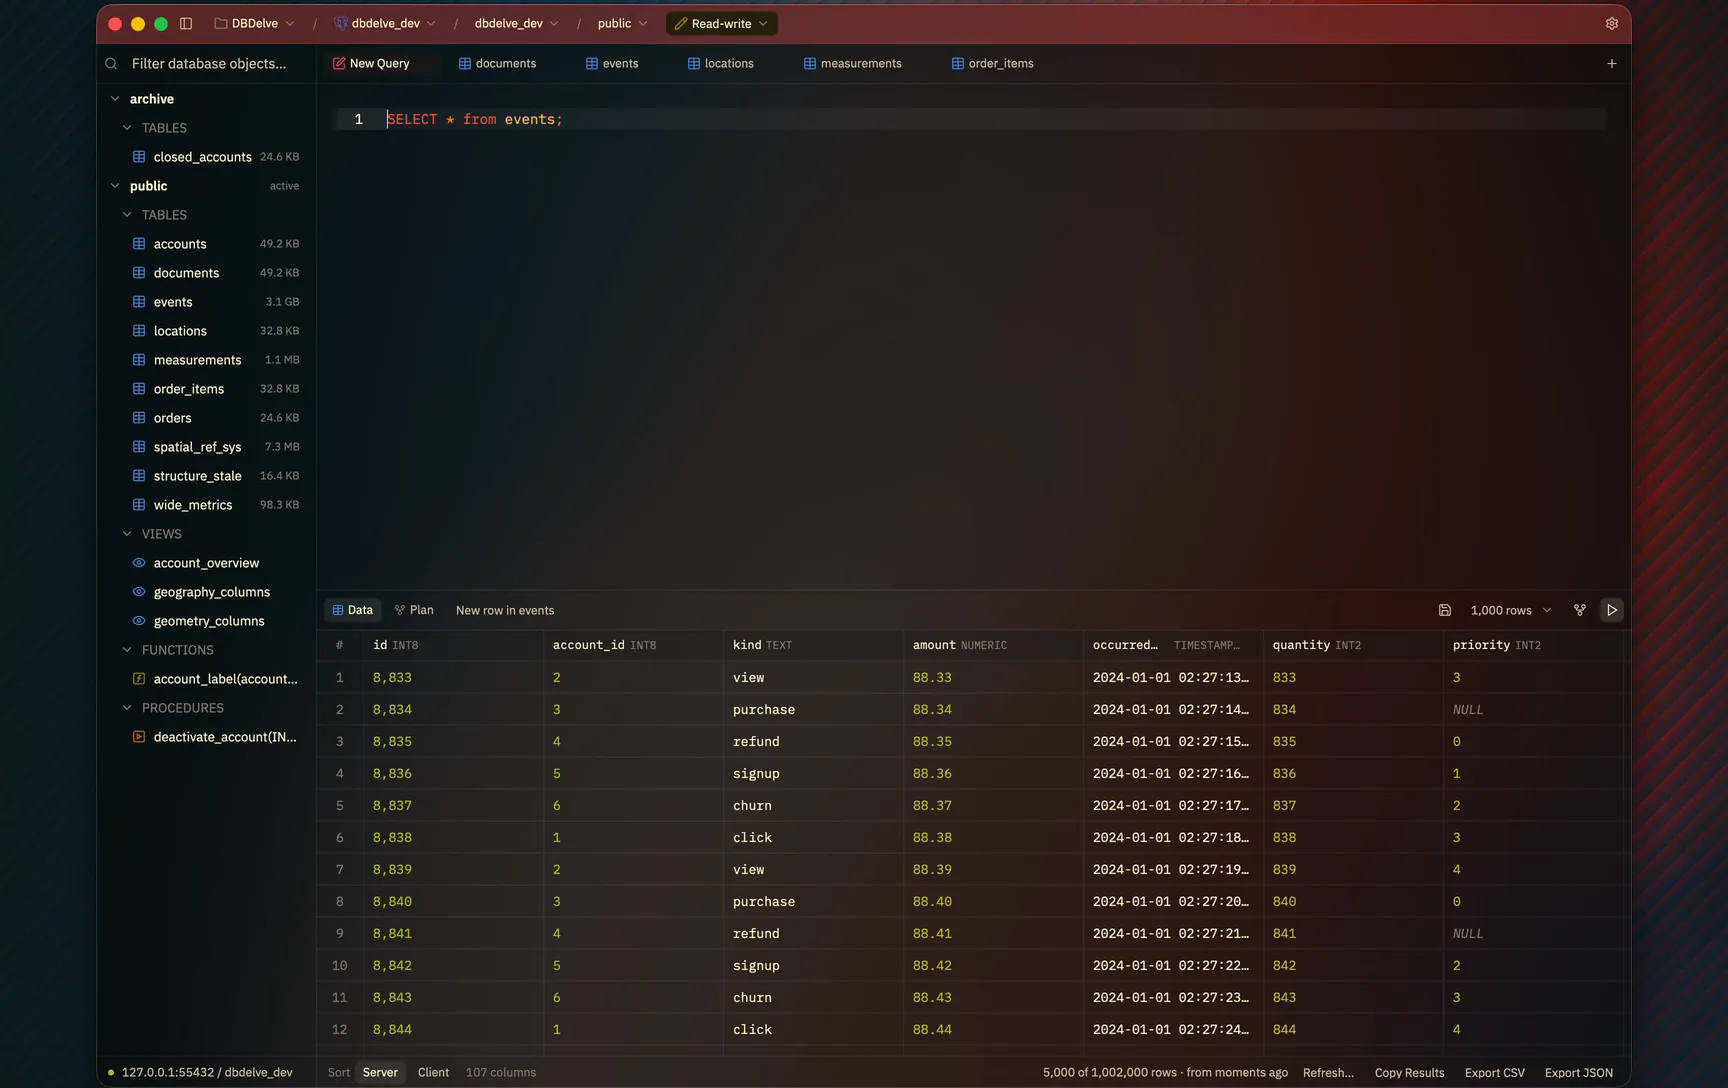 DBDelve / dbdelve_dev / dbdelve_dev / public Read-write
Filter database objects...
New Query documents events locations measurements order_items +
archive
TABLES
closed_accounts 24.6 KB
public active
TABLES
accounts 49.2 KB
documents 49.2 KB
events 3.1 GB
locations 32.8 KB
measurements 1.1 MB
order_items 32.8 KB
orders 24.6 KB
spatial_ref_sys 7.3 MB
structure_stale 16.4 KB
wide_metrics 98.3 KB
VIEWS
account_overview
geography_columns
geometry_columns
FUNCTIONS
account_label(account...
PROCEDURES
deactivate_account(IN...
1 SELECT * from events;
Data Plan New row in events 1,000 rows
# id INT8 account_id INT8 kind TEXT amount NUMERIC occurred… TIMESTAMP… quantity INT2 priority INT2
1 8,833 2 view 88.33 2024-01-01 02:27:13… 833 3
2 8,834 3 purchase 88.34 2024-01-01 02:27:14… 834 NULL
3 8,835 4 refund 88.35 2024-01-01 02:27:15… 835 0
4 8,836 5 signup 88.36 2024-01-01 02:27:16… 836 1
5 8,837 6 churn 88.37 2024-01-01 02:27:17… 837 2
6 8,838 1 click 88.38 2024-01-01 02:27:18… 838 3
7 8,839 2 view 88.39 2024-01-01 02:27:19… 839 4
8 8,840 3 purchase 88.40 2024-01-01 02:27:20… 840 0
9 8,841 4 refund 88.41 2024-01-01 02:27:21… 841 NULL
10 8,842 5 signup 88.42 2024-01-01 02:27:22… 842 2
11 8,843 6 churn 88.43 2024-01-01 02:27:23… 843 3
12 8,844 1 click 88.44 2024-01-01 02:27:24… 844 4
127.0.0.1:55432 / dbdelve_dev Sort Server Client 107 columns 5,000 of 1,002,000 rows · from moments ago Refresh... Copy Results Export CSV Export JSON